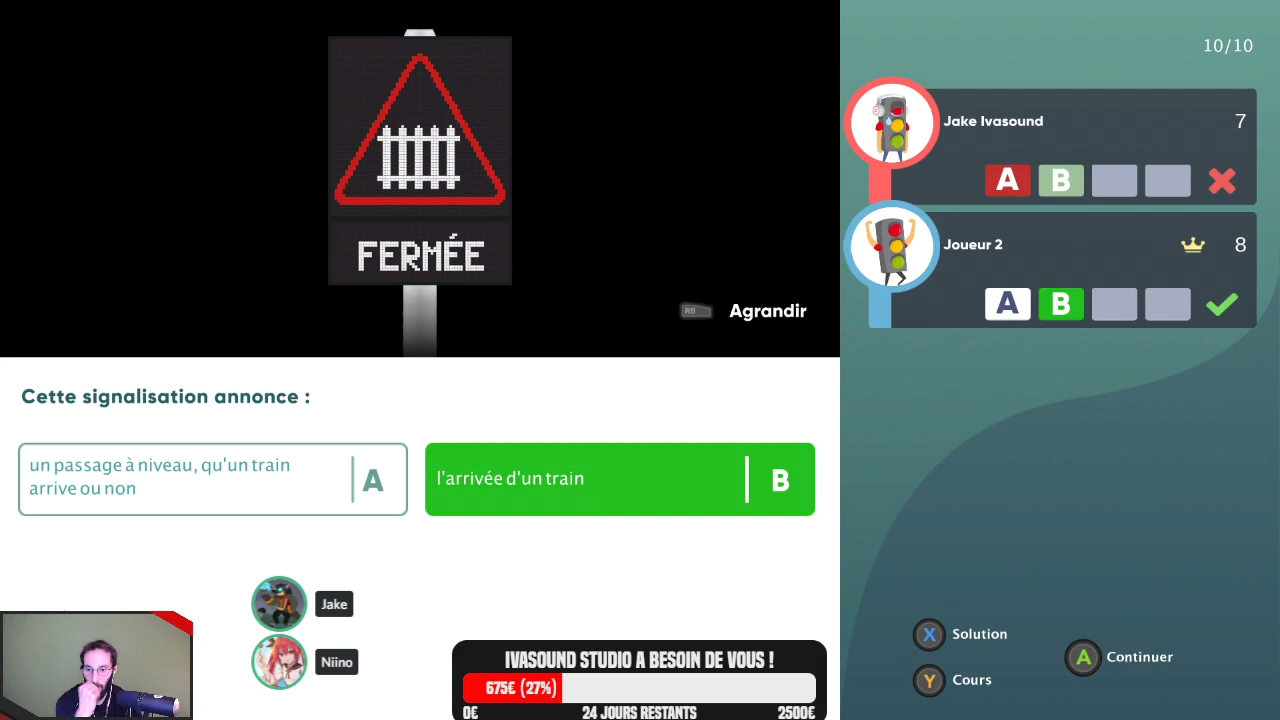 FERMÉE
RB Agrandir
Cette signalisation annonce :
un passage à niveau, qu'un train
arrive ou non
A
l'arrivée d'un train
B
10/10
Jake Ivasound 7
A B
Joueur 2 8
A B
X Solution
Y Cours
A Continuer
Jake
Niino
IVASOUND STUDIO A BESOIN DE VOUS !
675€ (27%)
0€ 24 JOURS RESTANTS 2500€